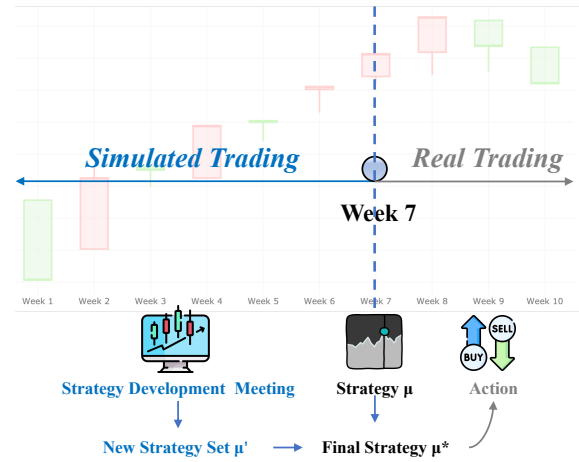 Simulated Trading
Real Trading
Week 7
Week 1 Week 2 Week 3 Week 4 Week 5 Week 6 Week 7 Week 8 Week 9 Week 10
SELL
BUY
Strategy Development Meeting
Strategy μ
Action
New Strategy Set μ'
Final Strategy μ*